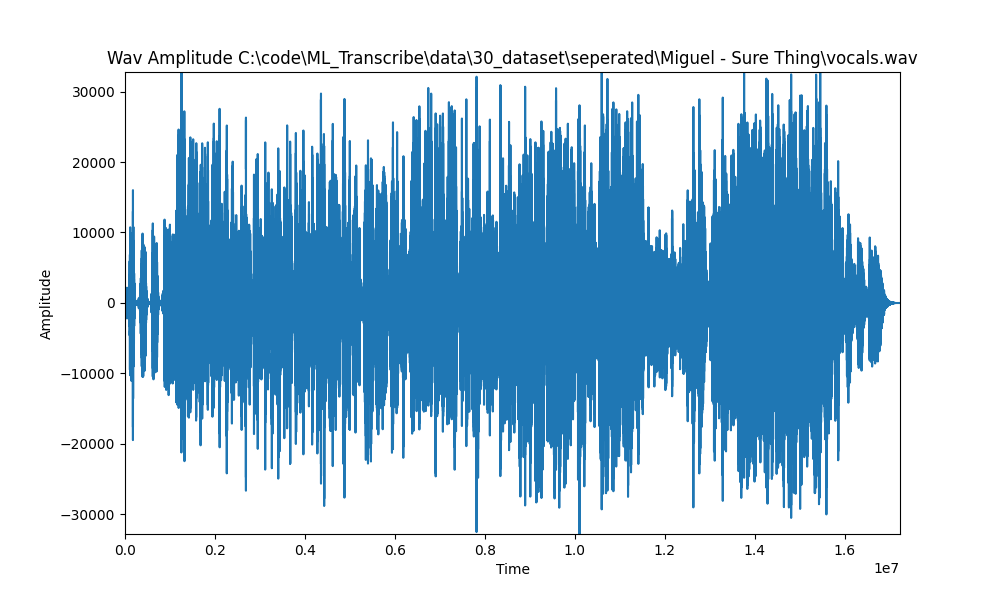 Wav Amplitude C:\code\ML_Transcribe\data\30_dataset\seperated\Miguel - Sure Thing\vocals.wav
30000
20000
10000
0
−10000
−20000
−30000
Amplitude
0.0 0.2 0.4 0.6 0.8 1.0 1.2 1.4 1.6
1e7
Time